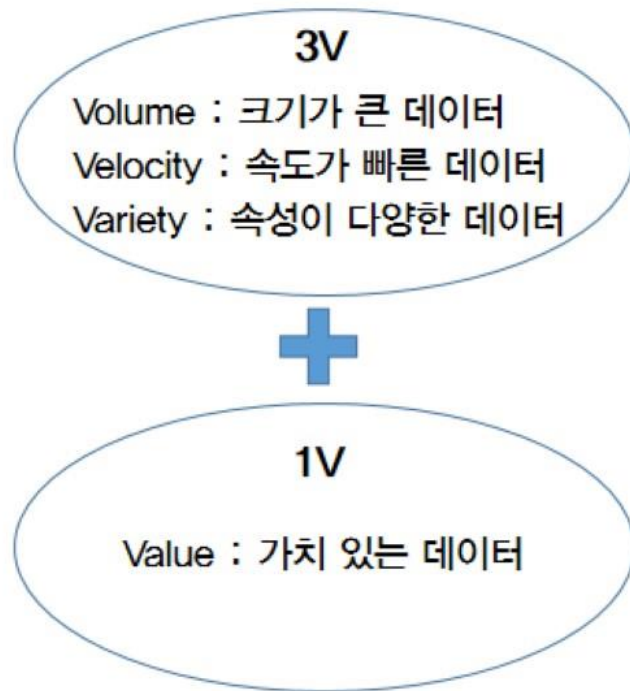 3V
Volume : 크기가 큰 데이터
Velocity : 속도가 빠른 데이터
Variety : 속성이 다양한 데이터
1V
Value : 가치 있는 데이터